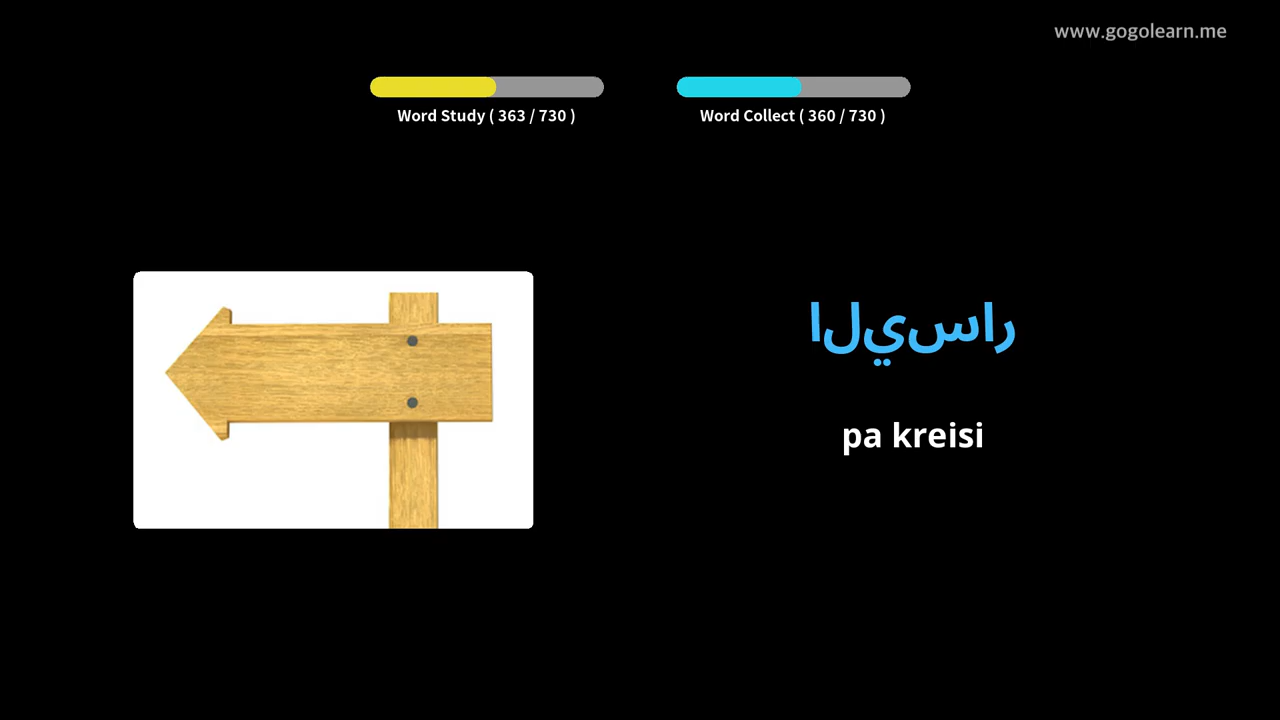 www.gogolearn.me
Word Study ( 363 / 730 )
Word Collect ( 360 / 730 )
اليسار
pa kreisi